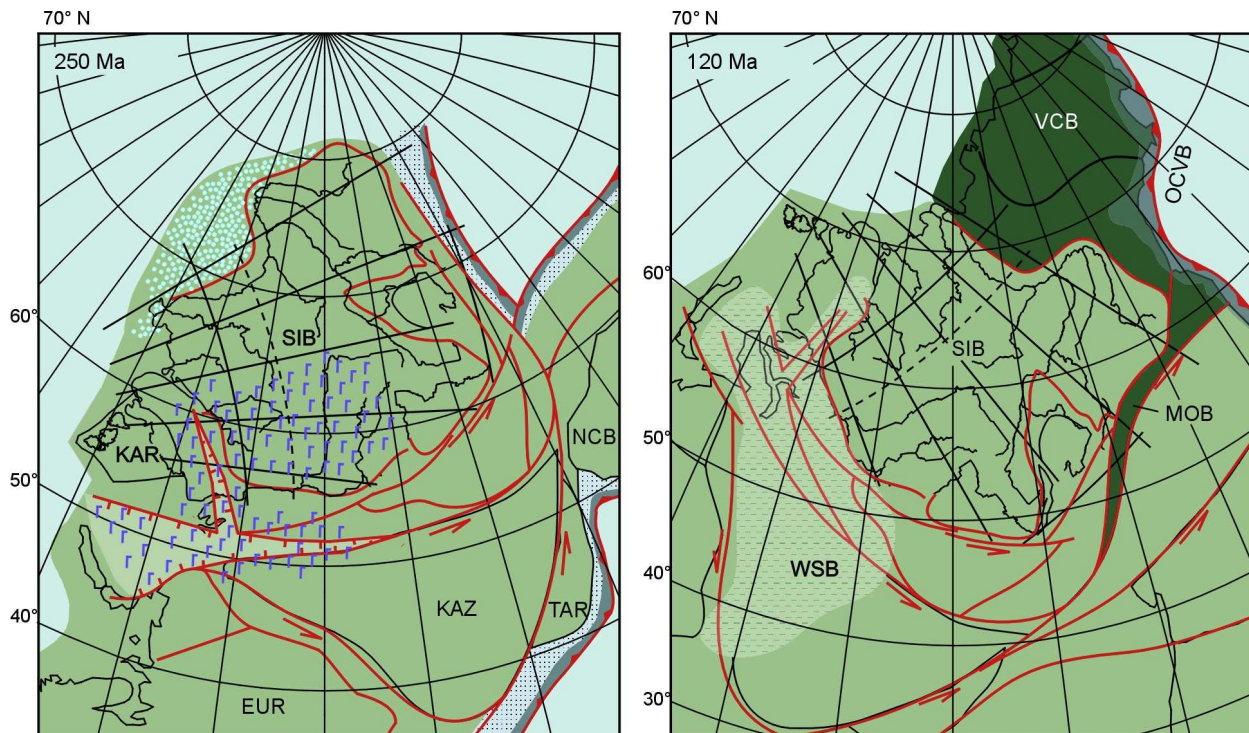 70° N
250 Ma
60°
50°
40°
SIB
KAR
NCB
KAZ
TAR
EUR
70° N
120 Ma
60°
50°
40°
30°
VCB
OCVB
SIB
MOB
WSB